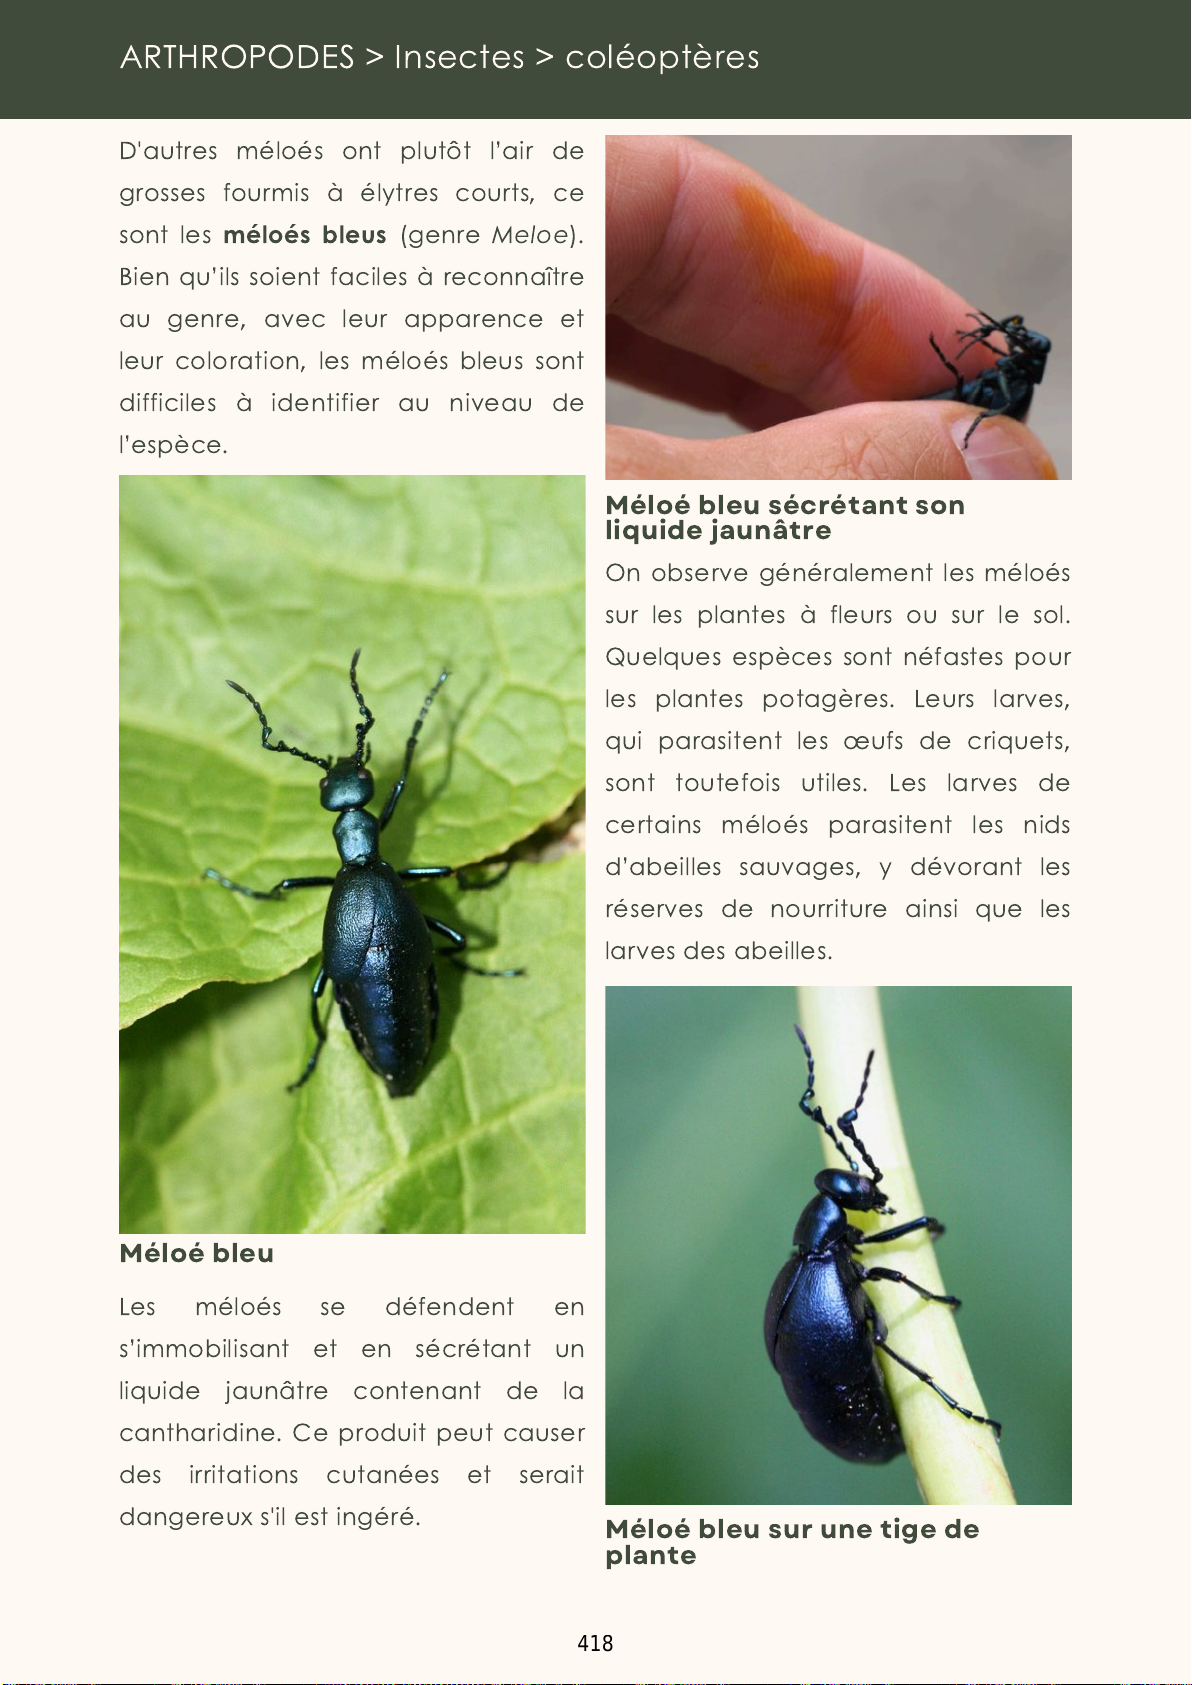 ARTHROPODES > Insectes > coléoptères
D'autres méloés ont plutôt l’air de
grosses fourmis à élytres courts, ce
sont les méloés bleus (genre Meloe).
Bien qu’ils soient faciles à reconnaître
au genre, avec leur apparence et
leur coloration, les méloés bleus sont
difficiles à identifier au niveau de
l’espèce.
Méloé bleu
Les méloés se défendent en
s’immobilisant et en sécrétant un
liquide jaunâtre contenant de la
cantharidine. Ce produit peut causer
des irritations cutanées et serait
dangereux s'il est ingéré.
Méloé bleu sécrétant son
liquide jaunâtre
On observe généralement les méloés
sur les plantes à fleurs ou sur le sol.
Quelques espèces sont néfastes pour
les plantes potagères. Leurs larves,
qui parasitent les œufs de criquets,
sont toutefois utiles. Les larves de
certains méloés parasitent les nids
d’abeilles sauvages, y dévorant les
réserves de nourriture ainsi que les
larves des abeilles.
Méloé bleu sur une tige de
plante
418